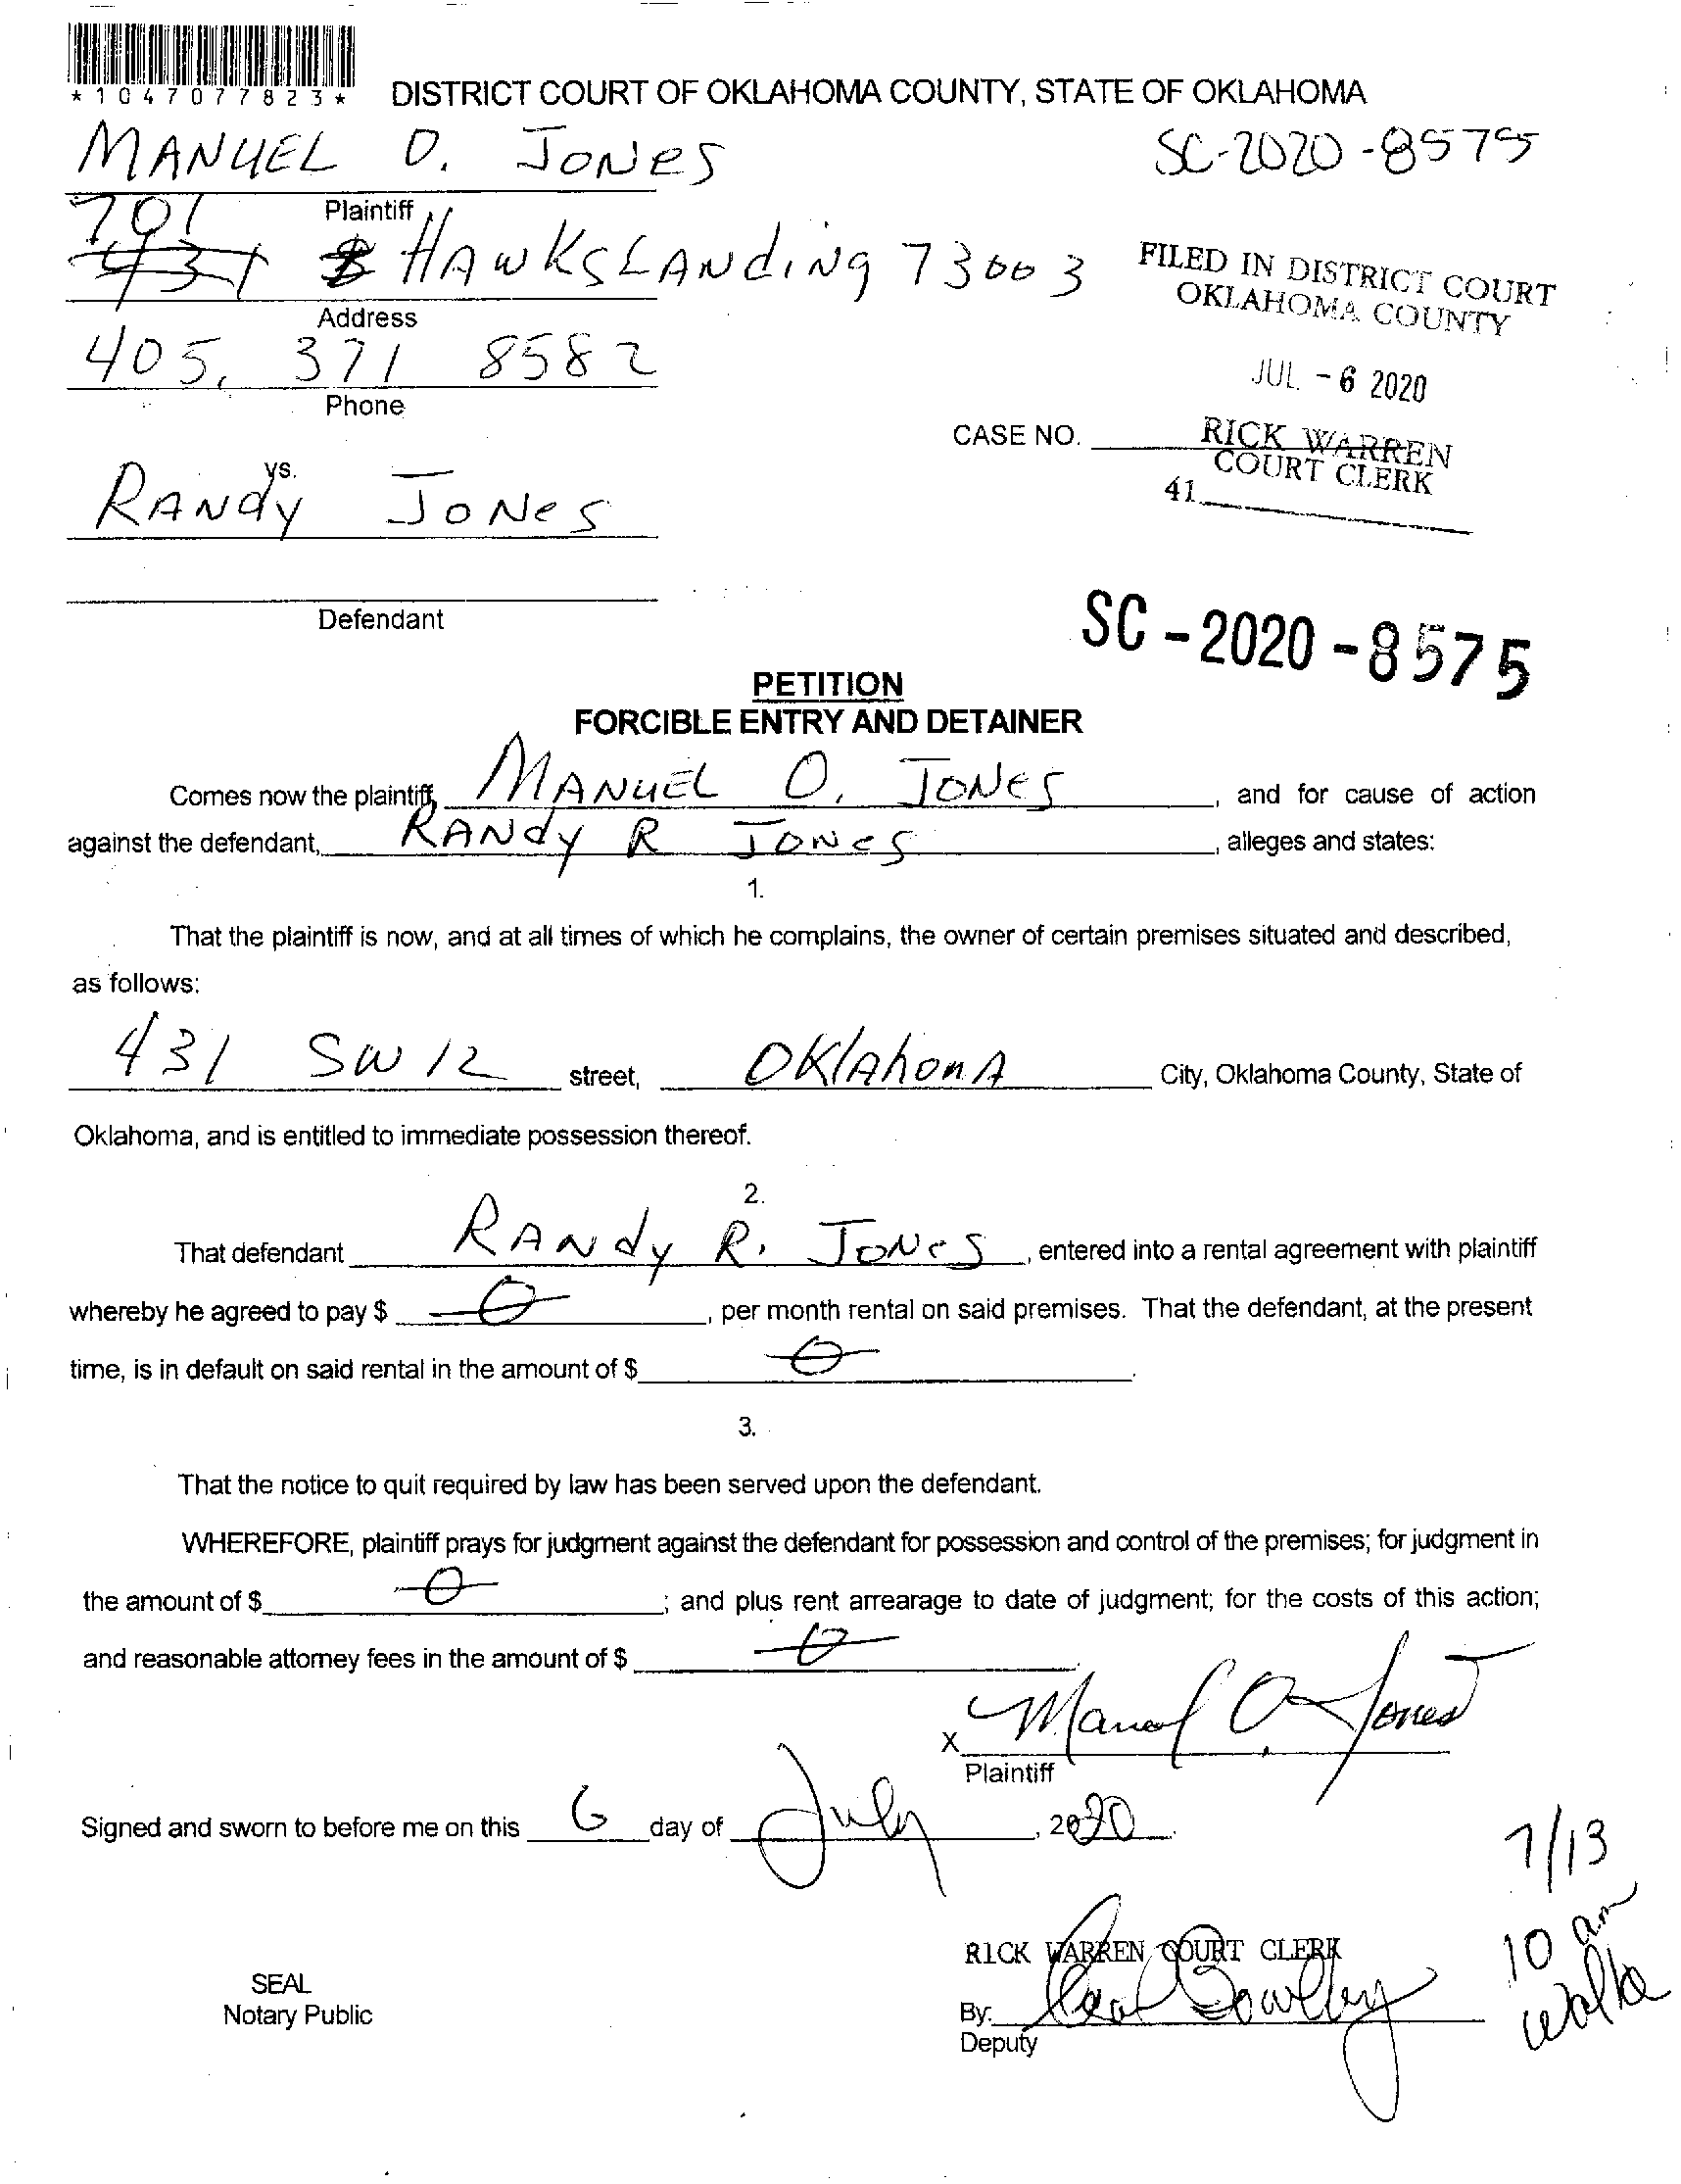 *1047077823*
DISTRICT COURT OF OKLAHOMA COUNTY, STATE OF OKLAHOMA
MANUEL O. JONES
SC-2020-8575
Plaintiff
701
431 HAWKSLANDING 73003
FILED IN DISTRICT COURT
OKLAHOMA COUNTY
Address
405. 371 8582
JUL - 6 2020
Phone
CASE NO.
RICK WARREN
COURT CLERK
41
vs.
RANdy JONES
Defendant
SC-2020-8575
PETITION
FORCIBLE ENTRY AND DETAINER
Comes now the plaintiff, MANUEL O. JONES, and for cause of action
against the defendant, RANdy R JONES, alleges and states:
1.
That the plaintiff is now, and at all times of which he complains, the owner of certain premises situated and described,
as follows:
431 SW 12 street, OklAhomA City, Oklahoma County, State of
Oklahoma, and is entitled to immediate possession thereof.
2.
That defendant RANdy R. JONES, entered into a rental agreement with plaintiff
whereby he agreed to pay $ 0, per month rental on said premises. That the defendant, at the present
time, is in default on said rental in the amount of $ 0.
3.
That the notice to quit required by law has been served upon the defendant.
WHEREFORE, plaintiff prays for judgment against the defendant for possession and control of the premises; for judgment in
the amount of $ 0; and plus rent arrearage to date of judgment; for the costs of this action;
and reasonable attorney fees in the amount of $ 0
X Manuel O. Jones
Plaintiff
Signed and sworn to before me on this 6 day of July, 2020.
7/13
10 am
RICK WARREN COURT CLERK
SEAL
Notary Public
By:
Deputy